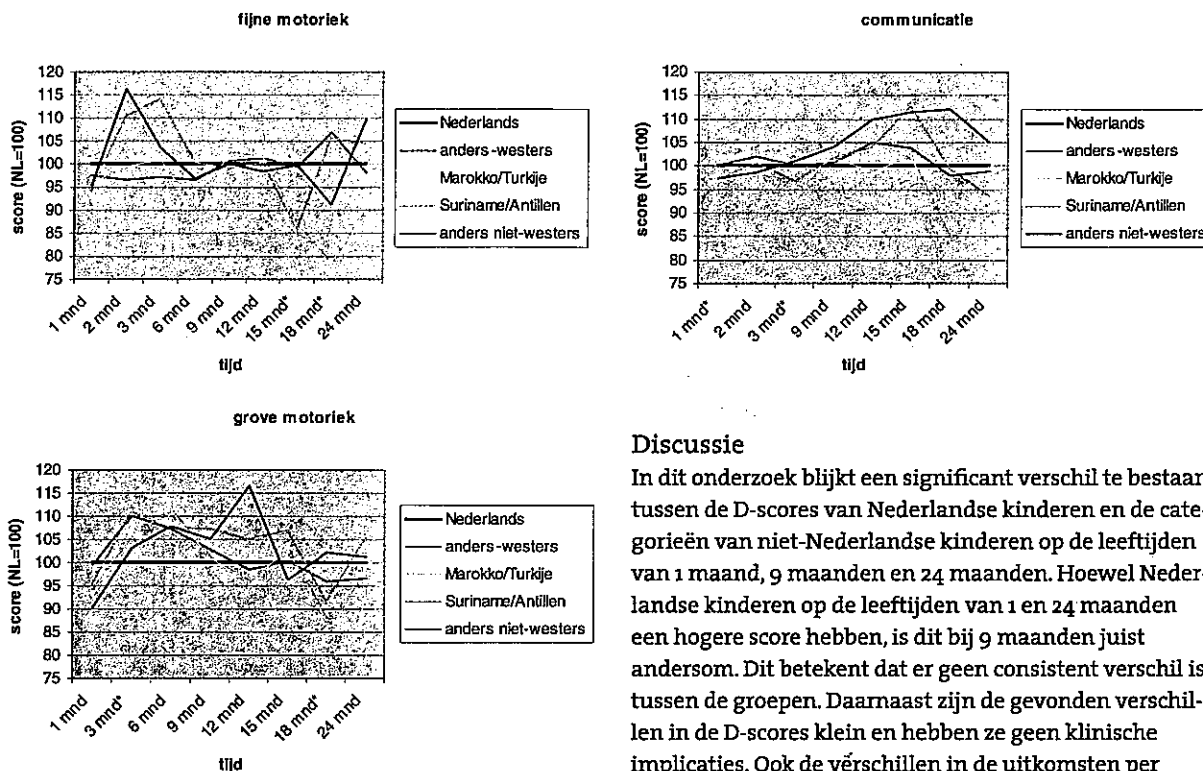 fijne motoriek
120
115
110
105
100
95
90
85
80
75
score (NL=100)
1 mnd
2 mnd
3 mnd
6 mnd
9 mnd
12 mnd
15 mnd*
18 mnd*
24 mnd
tijd
Nederlands
anders-westers
Marokko/Turkije
Suriname/Antillen
anders niet-westers
communicatie
120
115
110
105
100
95
90
85
80
75
score (NL=100)
1 mnd*
2 mnd
3 mnd*
9 mnd
12 mnd
15 mnd
18 mnd
24 mnd
tijd
Nederlands
anders-westers
Marokko/Turkije
Suriname/Antillen
anders niet-westers
grove motoriek
120
115
110
105
100
95
90
85
80
75
score (NL=100)
1 mnd
3 mnd*
6 mnd
9 mnd
12 mnd
15 mnd
18 mnd*
24 mnd
tijd
Nederlands
anders-westers
Marokko/Turkije
Suriname/Antillen
anders niet-westers
Discussie
In dit onderzoek blijkt een significant verschil te bestaan
tussen de D-scores van Nederlandse kinderen en de cate-
gorieën van niet-Nederlandse kinderen op de leeftijden
van 1 maand, 9 maanden en 24 maanden. Hoewel Neder-
landse kinderen op de leeftijden van 1 en 24 maanden
een hogere score hebben, is dit bij 9 maanden juist
andersom. Dit betekent dat er geen consistent verschil is
tussen de groepen. Daarnaast zijn de gevonden verschil-
len in de D-scores klein en hebben ze geen klinische
implicaties. Ook de verschillen in de uitkomsten per